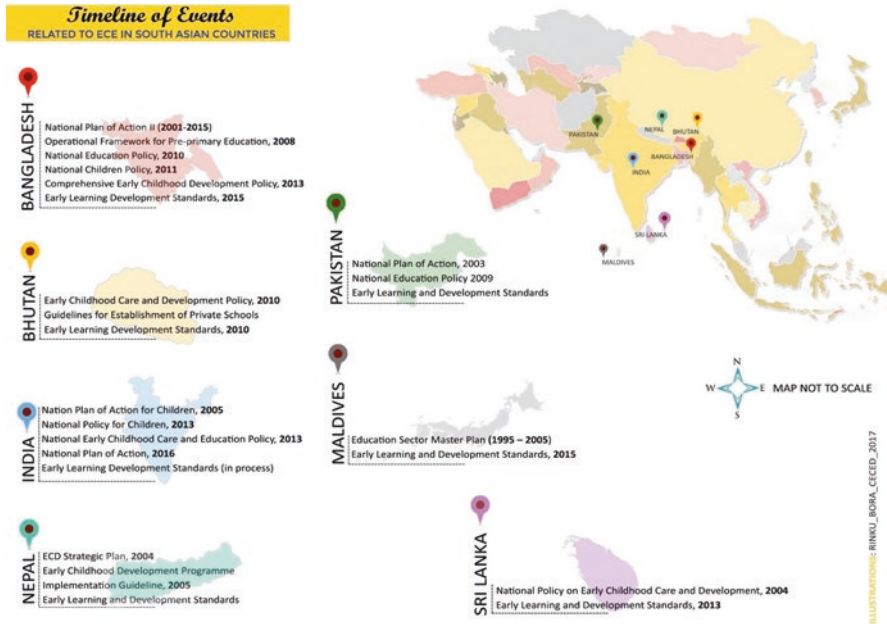 Timeline of Events
RELATED TO ECE IN SOUTH ASIAN COUNTRIES
BANGLADESH
National Plan of Action II (2001-2015)
Operational Framework for Pre-primary Education, 2008
National Education Policy, 2010
National Children Policy, 2011
Comprehensive Early Childhood Development Policy, 2013
Early Learning Development Standards, 2015
BHUTAN
Early Childhood Care and Development Policy, 2010
Guidelines for Establishment of Private Schools
Early Learning Development Standards, 2010
INDIA
Nation Plan of Action for Children, 2005
National Policy for Children, 2013
National Early Childhood Care and Education Policy, 2013
National Plan of Action, 2016
Early Learning Development Standards (in process)
NEPAL
ECD Strategic Plan, 2004
Early Childhood Development Programme
Implementation Guideline, 2005
Early Learning and Development Standards
PAKISTAN
National Plan of Action, 2003
National Education Policy 2009
Early Learning and Development Standards
MALDIVES
Education Sector Master Plan (1995 – 2005)
Early Learning and Development Standards, 2015
SRI LANKA
National Policy on Early Childhood Care and Development, 2004
Early Learning and Development Standards, 2013
PAKISTAN
NEPAL
BHUTAN
BANGLADESH
INDIA
SRI LANKA
MALDIVES
N
W E
S
MAP NOT TO SCALE
ILLUSTRATIONS: RINKU_BORA_CECED_2017